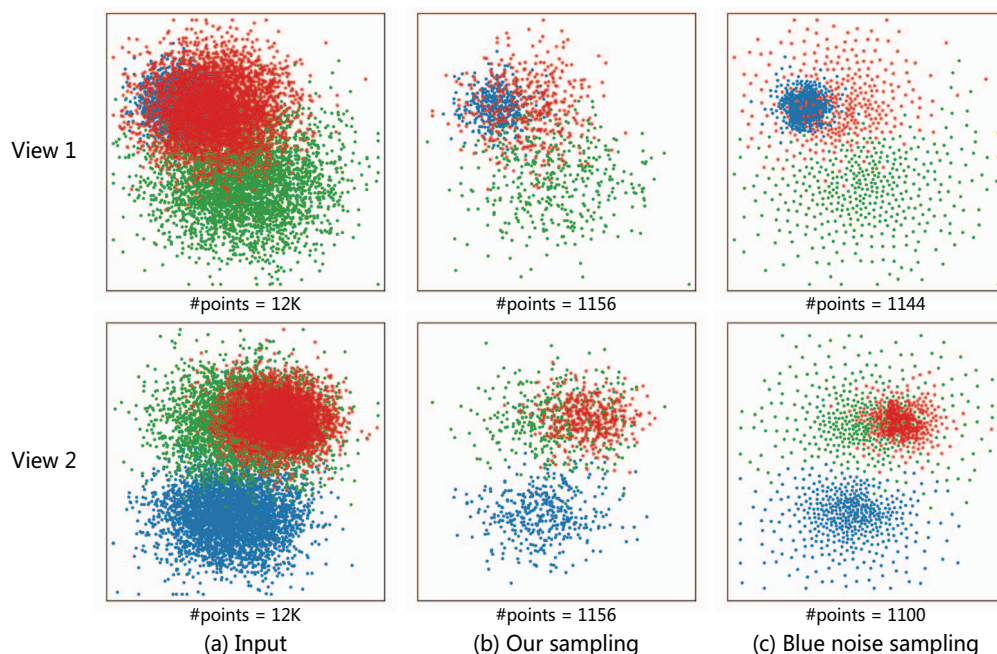 View 1
#points = 12K
#points = 1156
#points = 1144
View 2
#points = 12K
#points = 1156
#points = 1100
(a) Input
(b) Our sampling
(c) Blue noise sampling